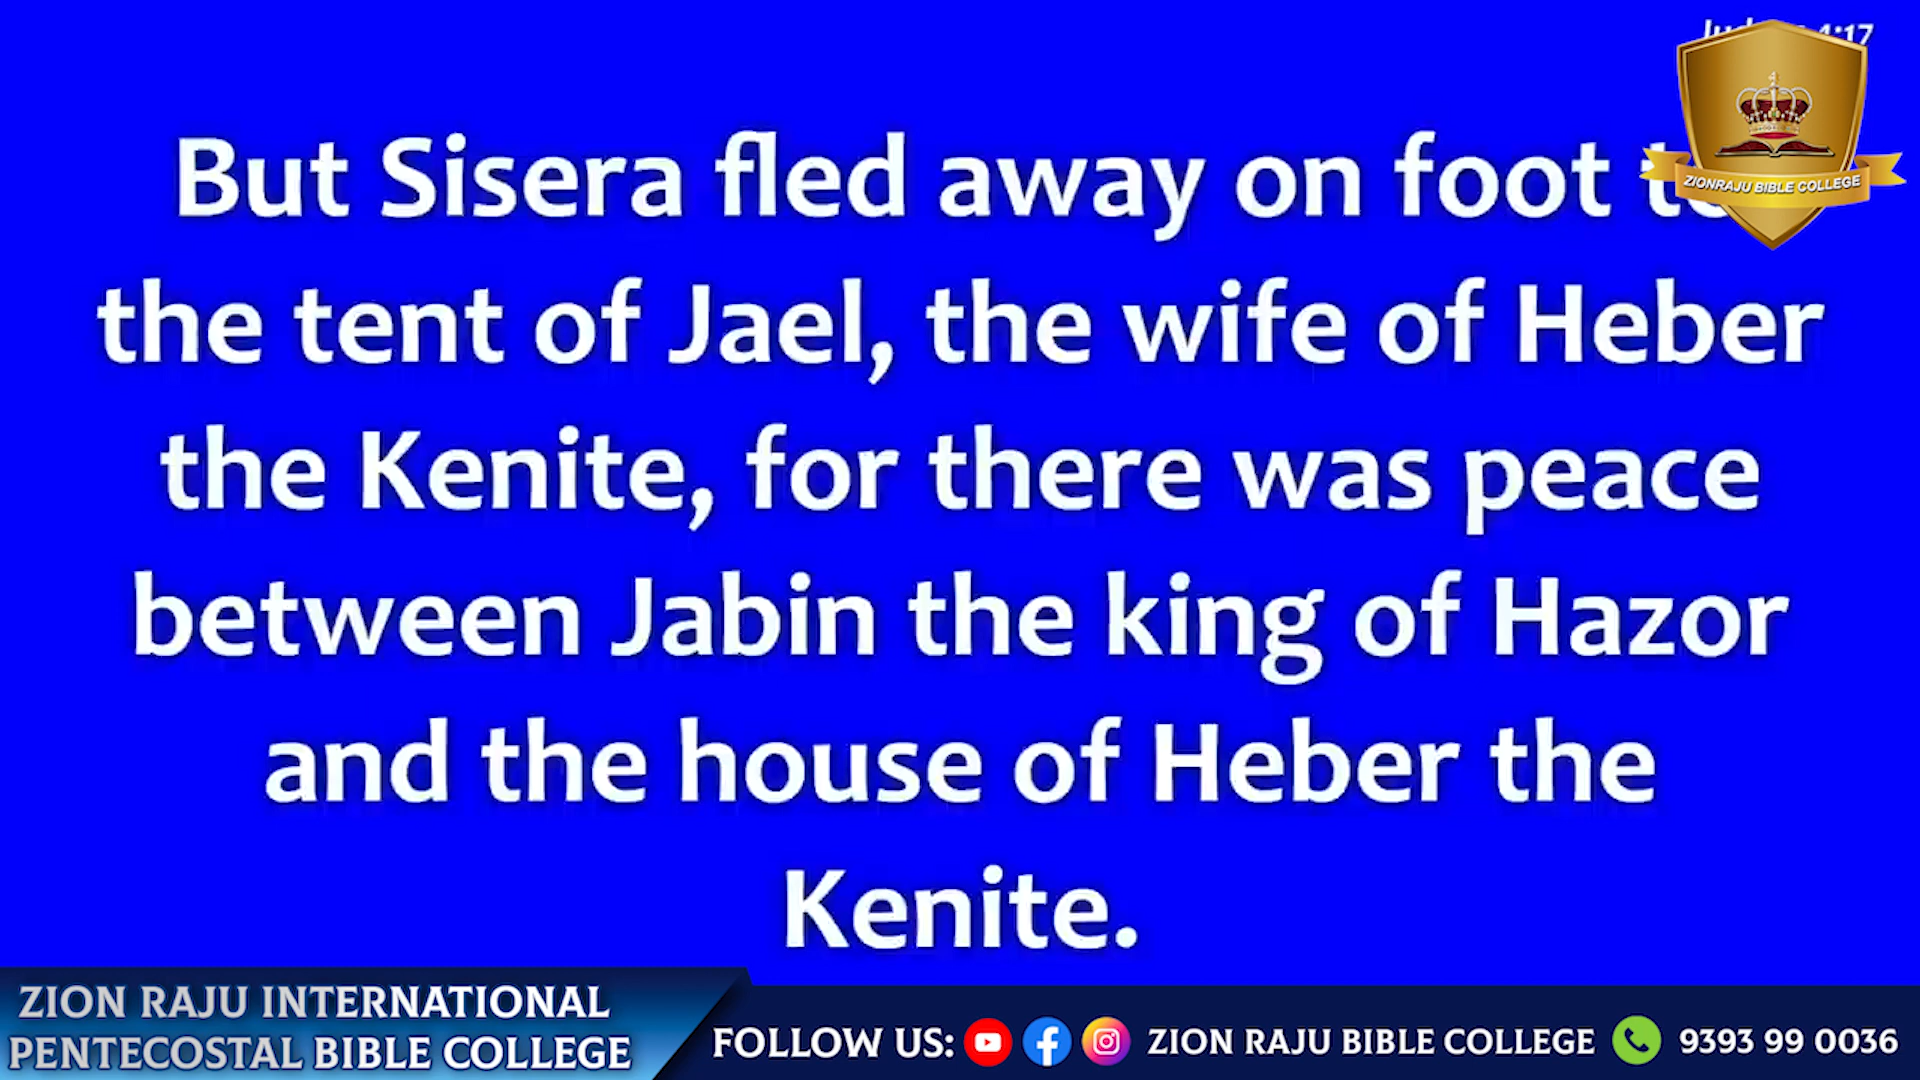 4:17
But Sisera fled away on foot
the tent of Jael, the wife of Heber
the Kenite, for there was peace
between Jabin the king of Hazor
and the house of Heber the
Kenite.
ZIONRAJU BIBLE COLLEGE
ZION RAJU INTERNATIONAL
PENTECOSTAL BIBLE COLLEGE
FOLLOW US: ZION RAJU BIBLE COLLEGE 9393 99 0036